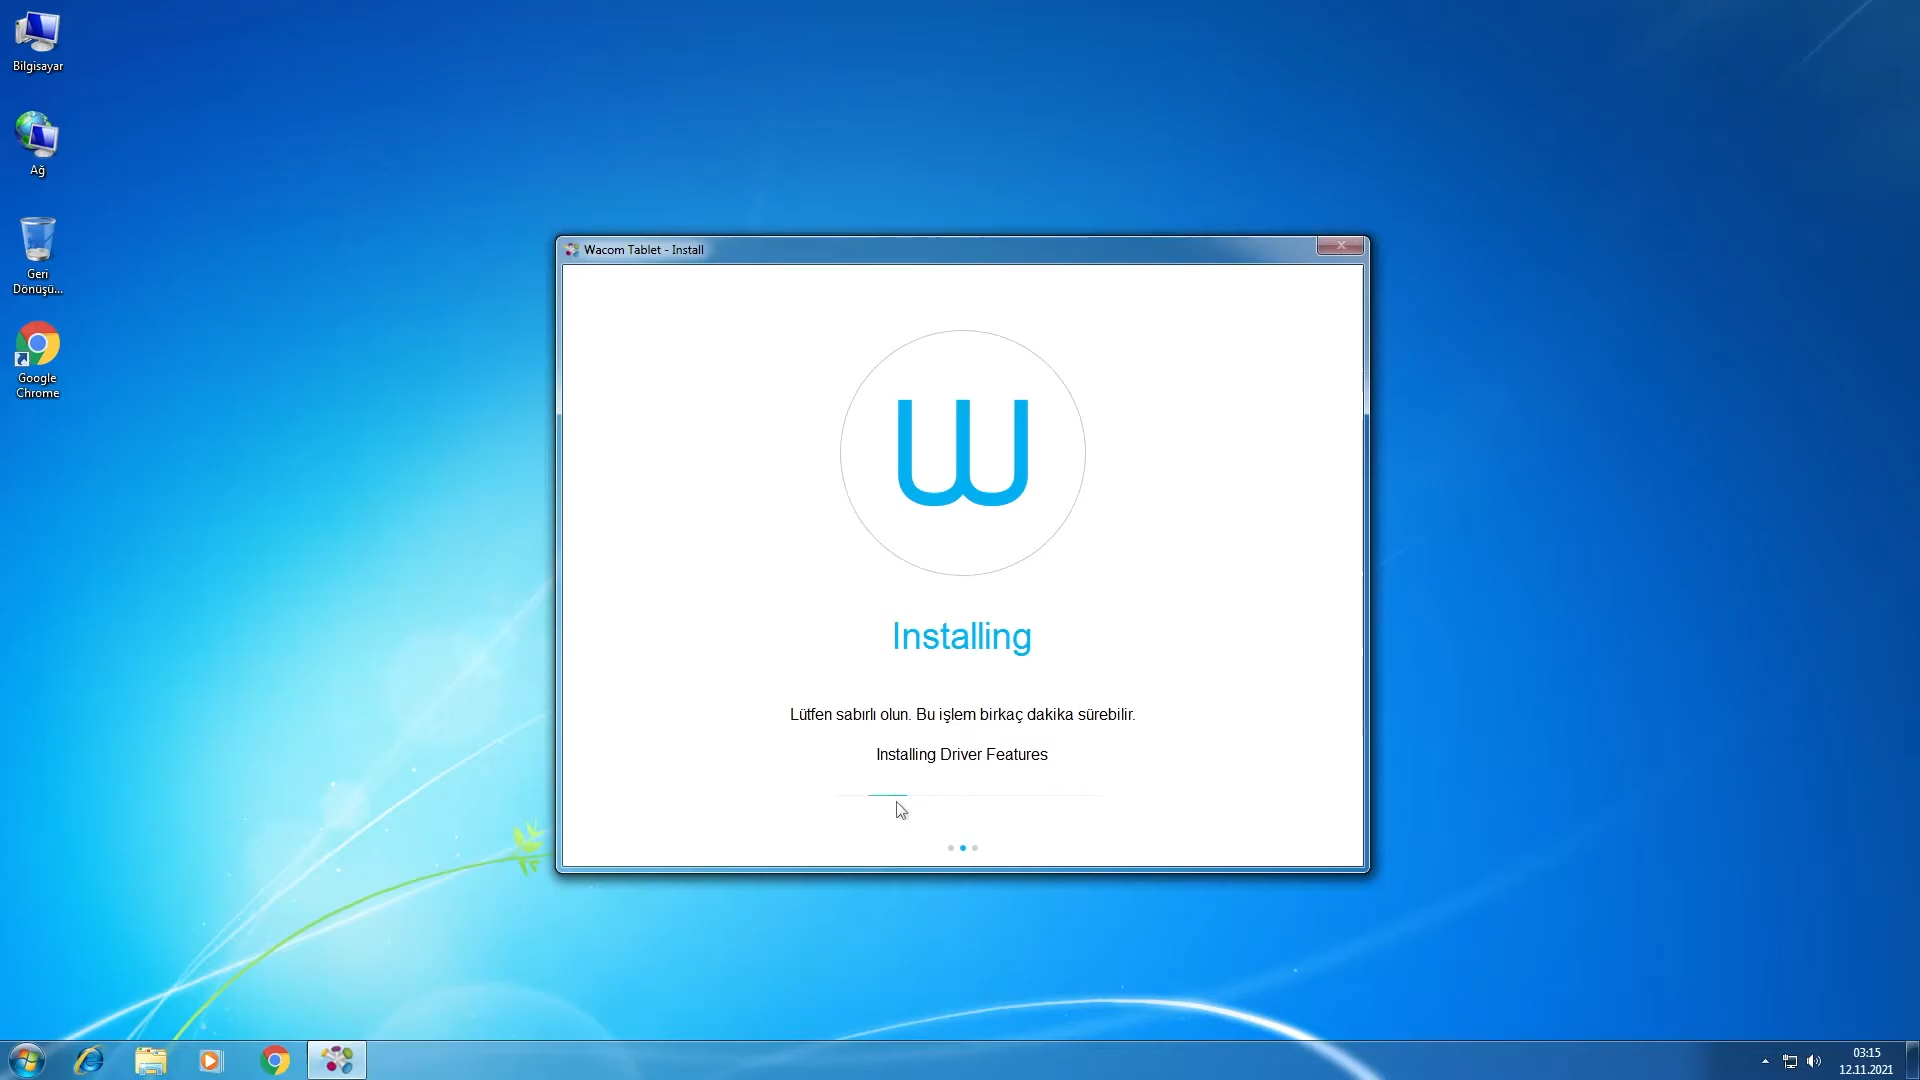 Bilgisayar
Ağ
Geri
Dönüşü...
Google
Chrome
Wacom Tablet - Install
Installing
Lütfen sabırlı olun. Bu işlem birkaç dakika sürebilir.
Installing Driver Features
03:15
12.11.2021